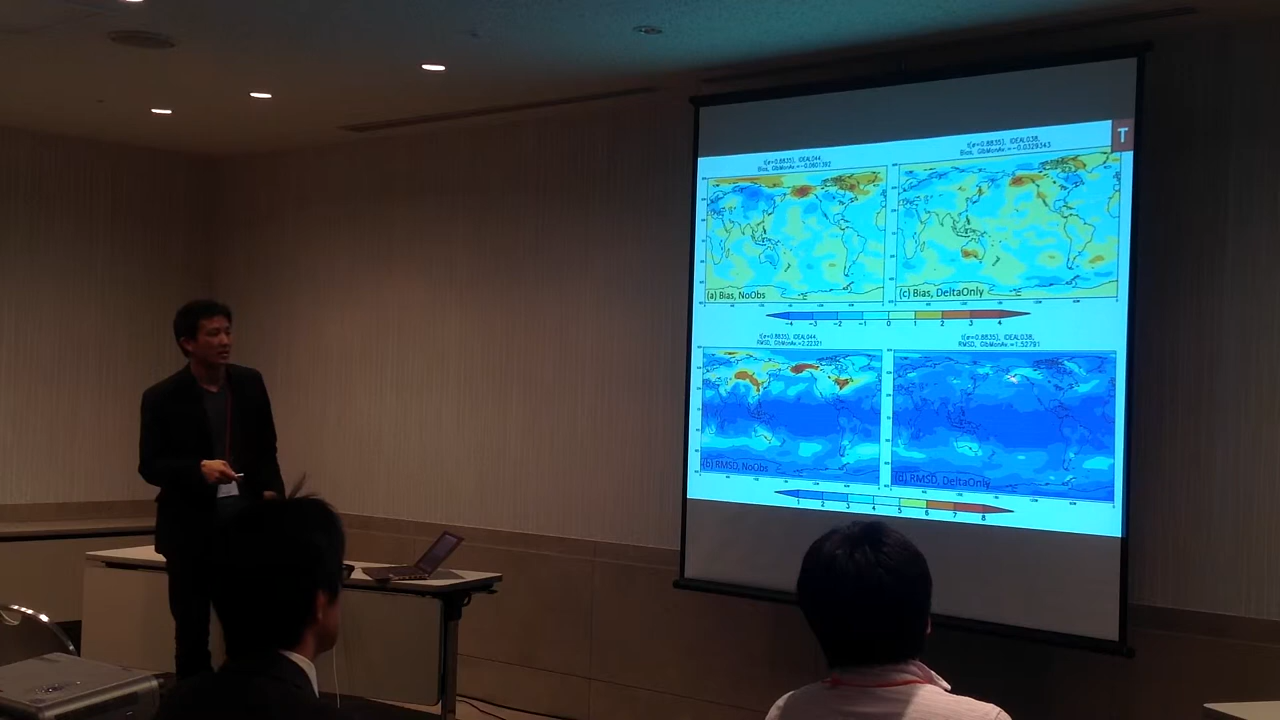 T
t(σ=0.8835), IDEAL044,
Bias, GlbMonAv.=-0.0601392
t(σ=0.8835), IDEAL038,
Bias, GlbMonAv.=-0.0329343
(a) Bias, NoObs
(c) Bias, DeltaOnly
-4 -3 -2 -1 0 1 2 3 4
t(σ=0.8835), IDEAL044,
RMSD, GlbMonAv.=2.22321
t(σ=0.8835), IDEAL038,
RMSD, GlbMonAv.=1.52791
(b) RMSD, NoObs
(d) RMSD, DeltaOnly
1 2 3 4 5 6 7 8